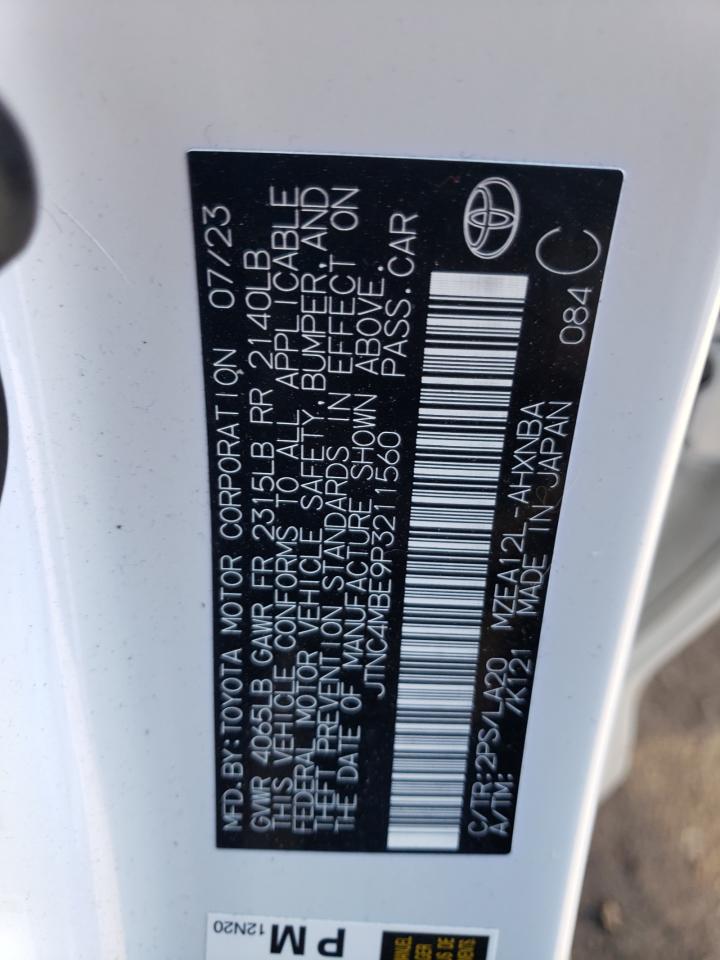 MFD.BY:TOYOTA MOTOR CORPORATION 07/23
GVWR 4065LB GAWR FR 2315LB RR 2140LB
THIS VEHICLE CONFORMS TO ALL APPLICABLE
FEDERAL MOTOR VEHICLE SAFETY,BUMPER,AND
THEFT PREVENTION STANDARDS IN EFFECT ON
THE DATE OF MANUFACTURE SHOWN ABOVE.
JTNC4MBE9P3211560 PASS.CAR
C/TR:2PS/LA20 MZEA12L-AHXNBA 084 C
A/TM: /K121 MADE IN JAPAN
PM
12N20
MANUEL